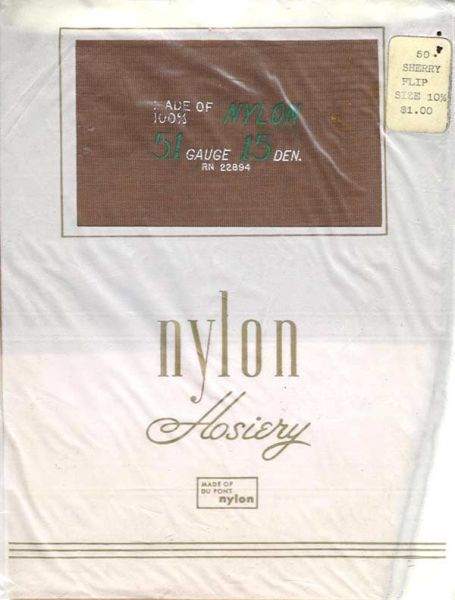 50
SHERRY
FLIP
SIZE 10½
$1.00
MADE OF
100%
NYLON
51 GAUGE 15 DEN.
RN 22894
nylon
Hosiery
MADE OF
DU PONT
nylon